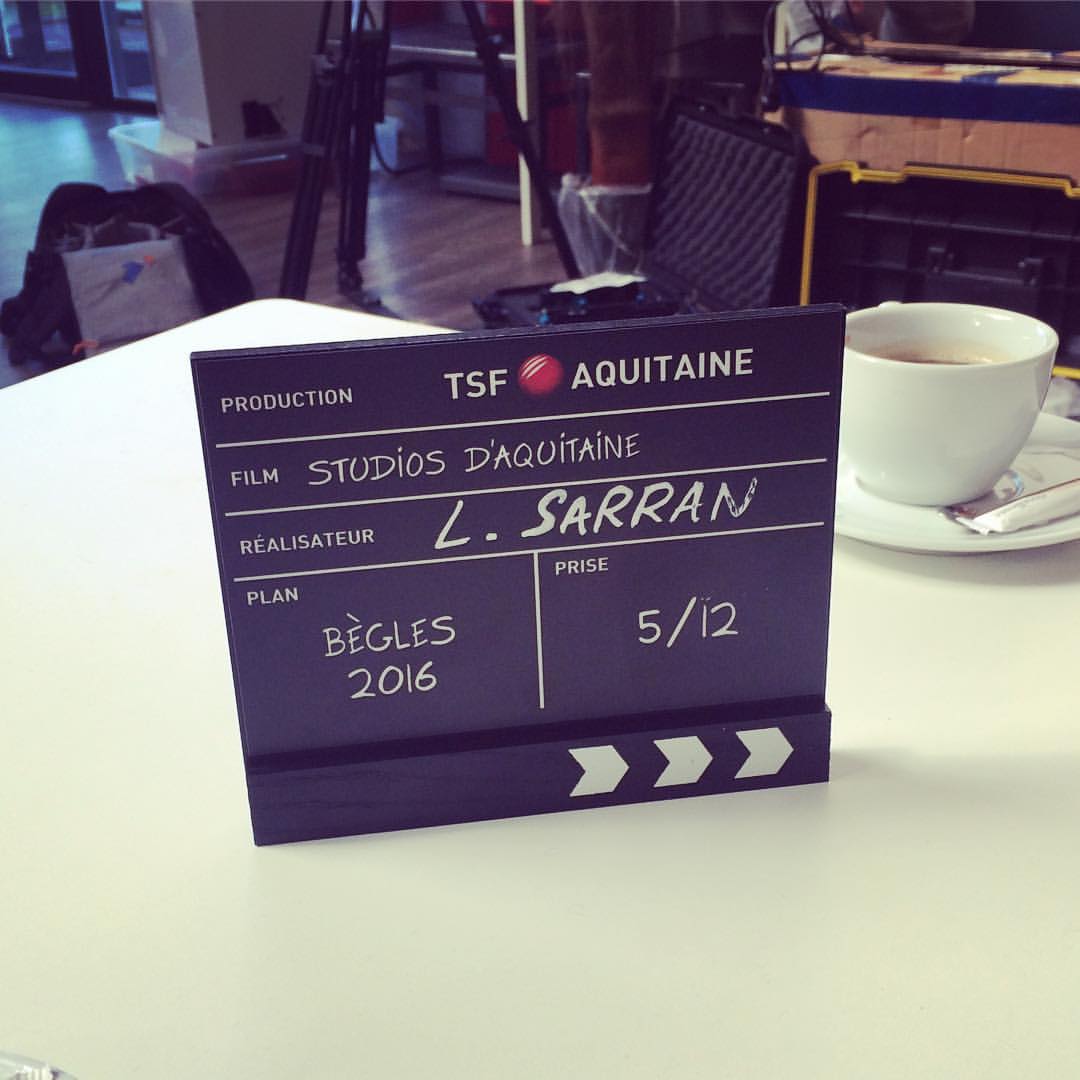 PRODUCTION TSF AQUITAINE
FILM STUDIOS D'AQUITAINE
RÉALISATEUR L. SARRAN
PLAN
BÈGLES
2016
PRISE
5/12